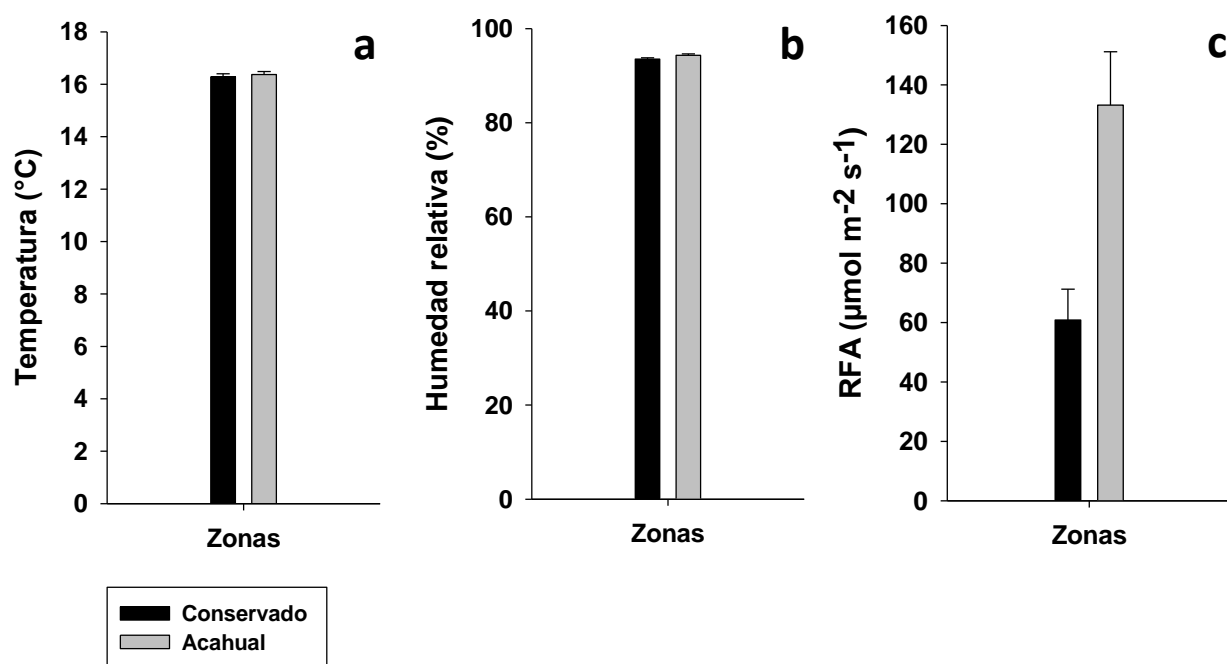 a
Temperatura (°C)
18
16
14
12
10
8
6
4
2
0
Zonas
b
Humedad relativa (%)
100
80
60
40
20
0
Zonas
c
RFA (µmol m-2 s-1)
160
140
120
100
80
60
40
20
0
Zonas
Conservado
Acahual